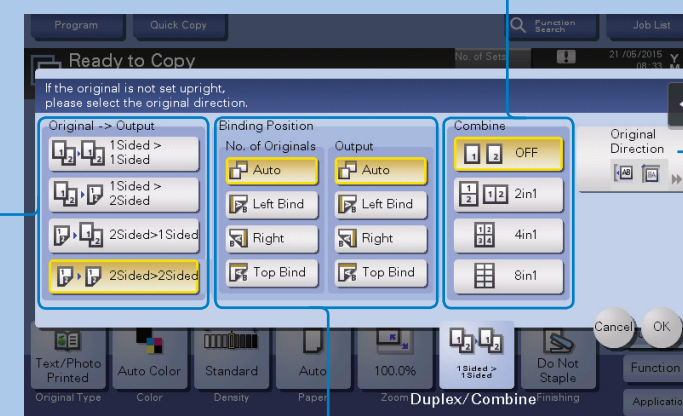 Program
Quick Copy
Function
Search
Job List
Ready to Copy
No. of Sets
21 /05/2015
08:33
Y
M
If the original is not set upright,
please select the original direction.
Original -> Output
1Sided >
1Sided
1Sided >
2Sided
2Sided>1Sided
2Sided>2Sided
Binding Position
No. of Originals
Auto
Left Bind
Right
Top Bind
Output
Auto
Left Bind
Right
Top Bind
Combine
OFF
2in1
4in1
8in1
Original
Direction
Cancel
OK
Text/Photo
Printed
Auto Color
Standard
Auto
100.0%
1Sided >
1Sided
Do Not
Staple
Function
Original Type
Color
Density
Paper
Zoom
Duplex/Combine
Finishing
Applicatio